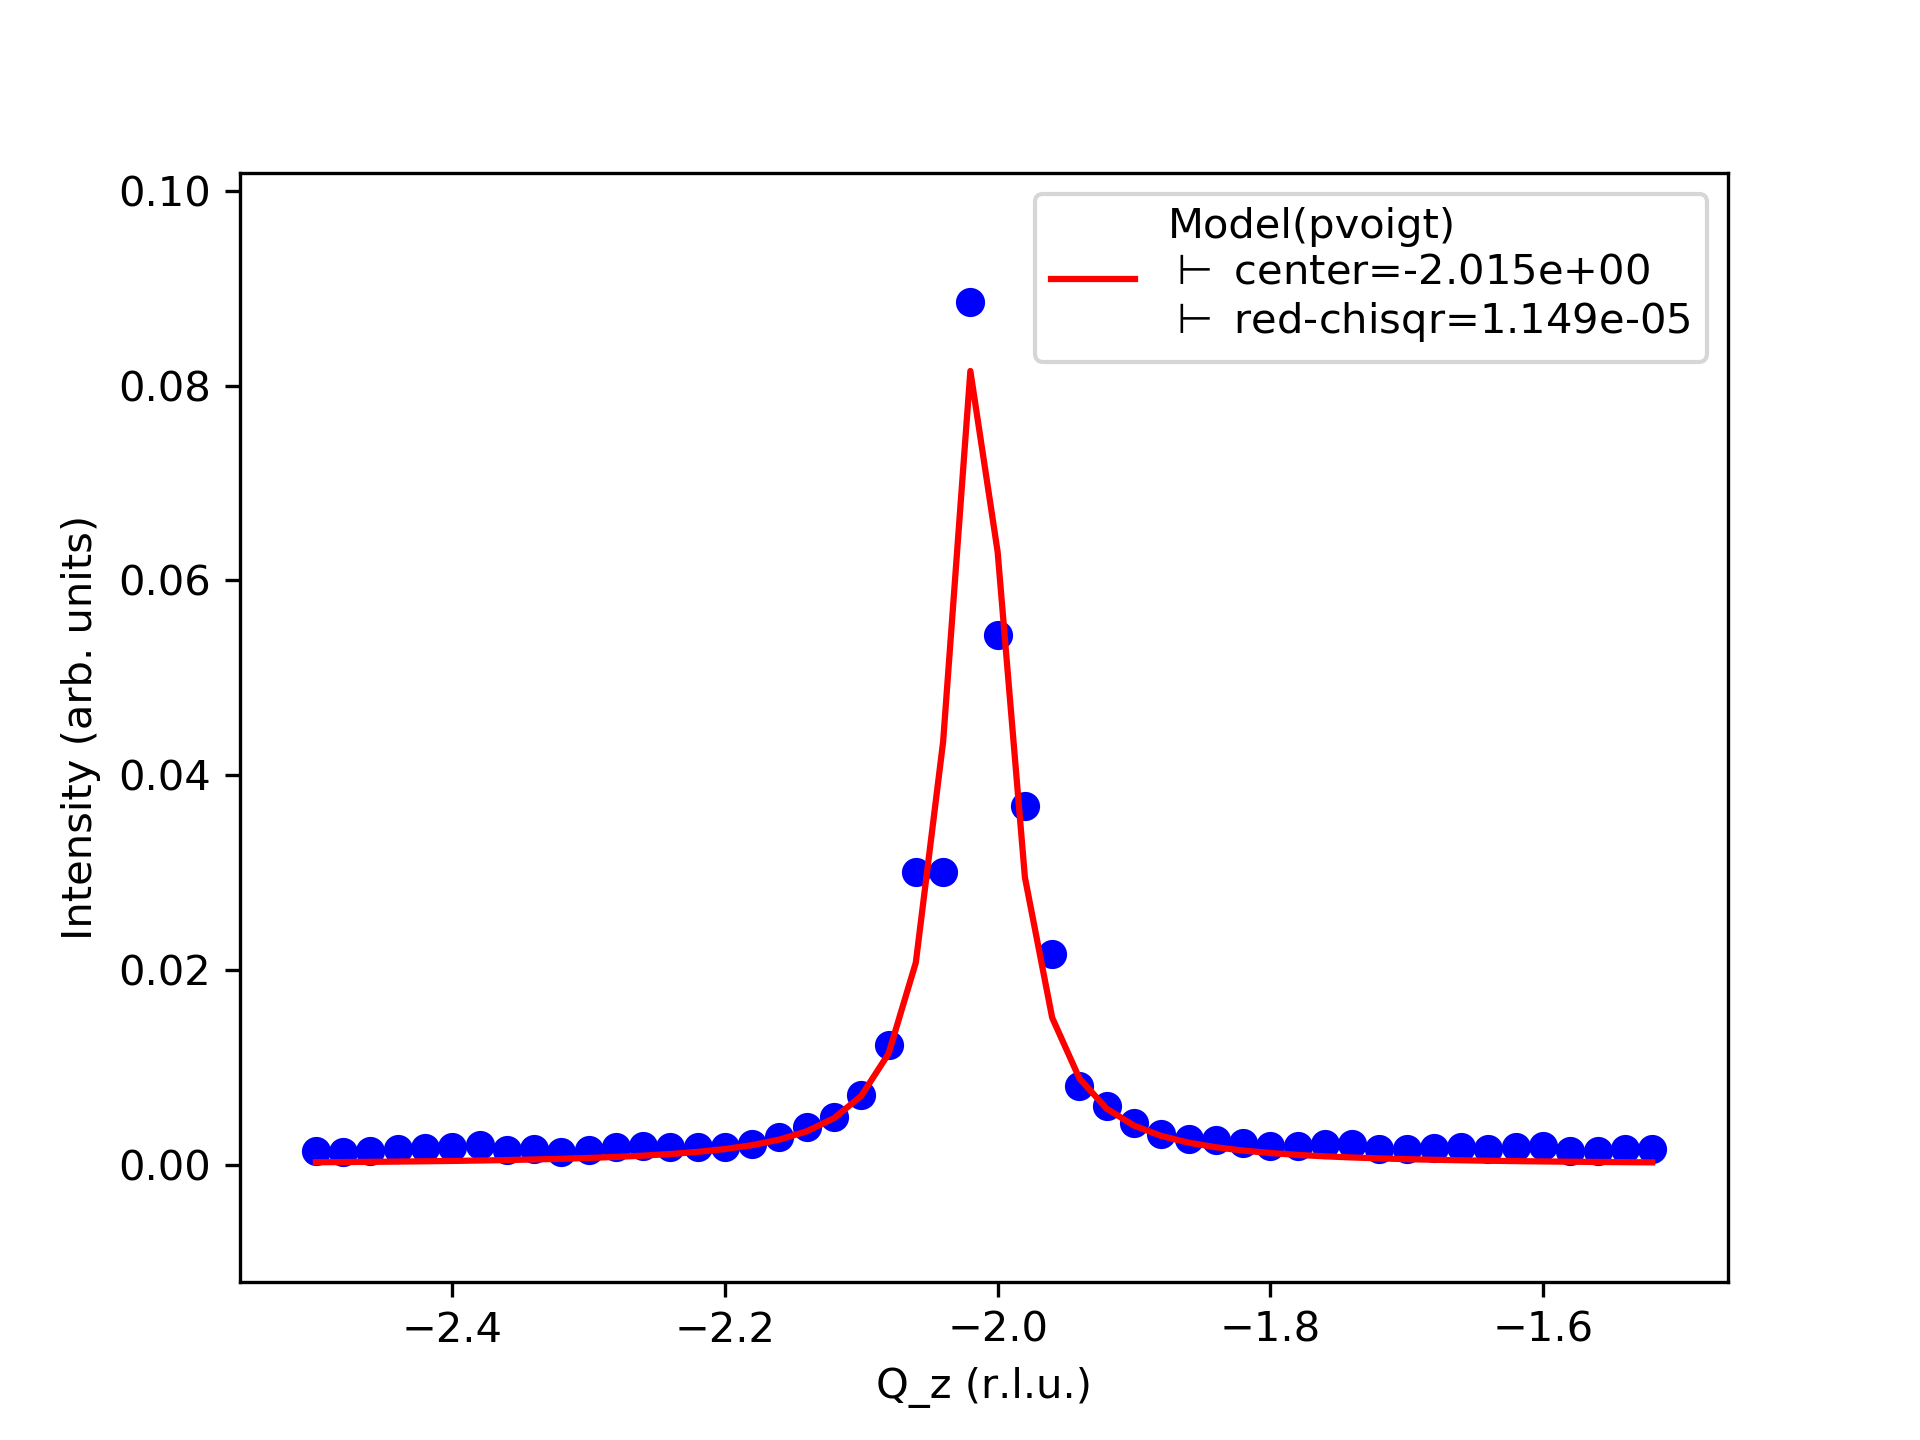 Model(pvoigt)
⊢ center=-2.015e+00
⊢ red-chisqr=1.149e-05
0.10
0.08
0.06
0.04
0.02
0.00
Intensity (arb. units)
−2.4 −2.2 −2.0 −1.8 −1.6
Q_z (r.l.u.)